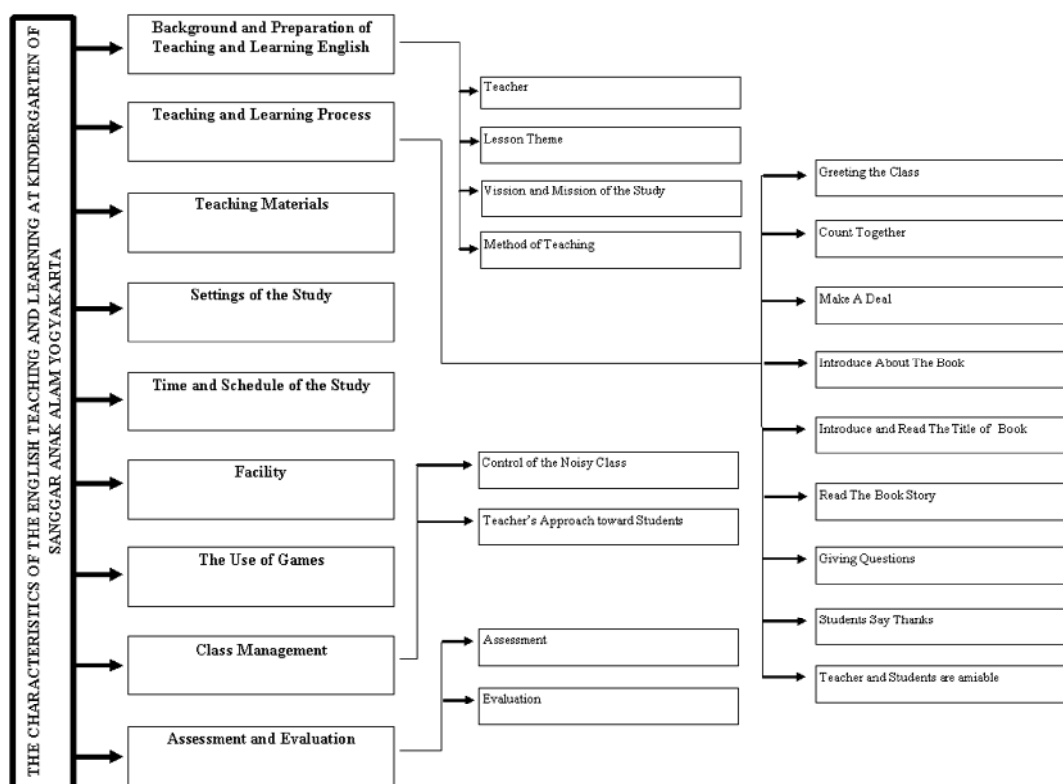 THE CHARACTERISTICS OF THE ENGLISH TEACHING AND LEARNING AT KINDERGARTEN OF
SANGGAR ANAK ALAM YOGYAKARTA
Background and Preparation of
Teaching and Learning English
Teaching and Learning Process
Teaching Materials
Settings of the Study
Time and Schedule of the Study
Facility
The Use of Games
Class Management
Assessment and Evaluation
Teacher
Lesson Theme
Vission and Mission of the Study
Method of Teaching
Control of the Noisy Class
Teacher's Approach toward Students
Assessment
Evaluation
Greeting the Class
Count Together
Make A Deal
Introduce About The Book
Introduce and Read The Title of Book
Read The Book Story
Giving Questions
Students Say Thanks
Teacher and Students are amiable